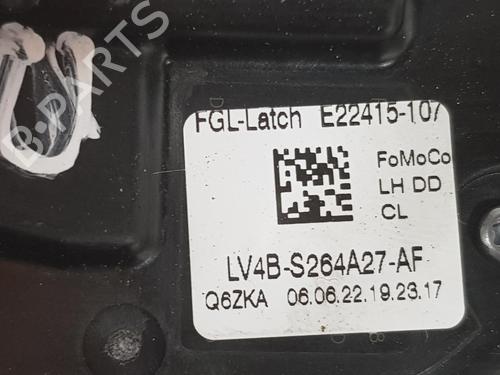 B-PARTS
FGL-Latch E22415-107
FoMoCo
LH DD
CL
LV4B-S264A27-AF
Q6ZKA 06.06.22.19.23.17